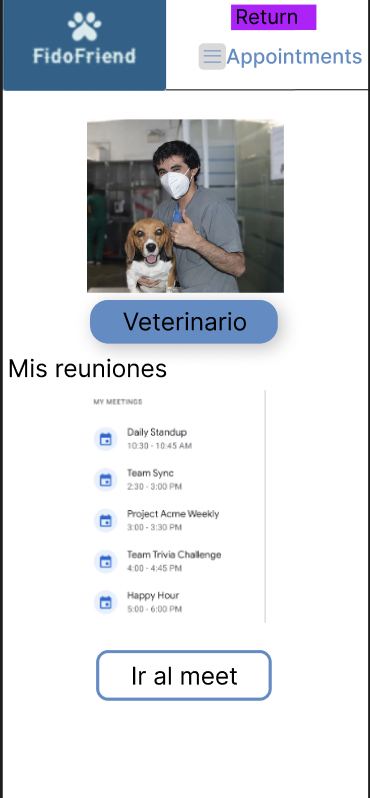 Return
FidoFriend
Appointments
Veterinario
Mis reuniones
MY MEETINGS
Daily Standup
10:30 - 10:45 AM
Team Sync
2:30 - 3:00 PM
Project Acme Weekly
3:00 - 3:30 PM
Team Trivia Challenge
4:00 - 4:45 PM
Happy Hour
5:00 - 6:00 PM
Ir al meet